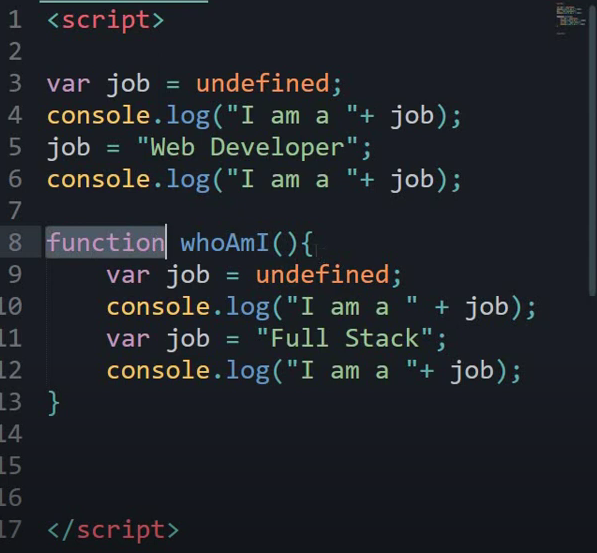 1 <script>
2
3 var job = undefined;
4 console.log("I am a "+ job);
5 job = "Web Developer";
6 console.log("I am a "+ job);
7
8 function whoAmI(){
9     var job = undefined;
10     console.log("I am a " + job);
11     var job = "Full Stack";
12     console.log("I am a "+ job);
13 }
14
15
16
17 </script>